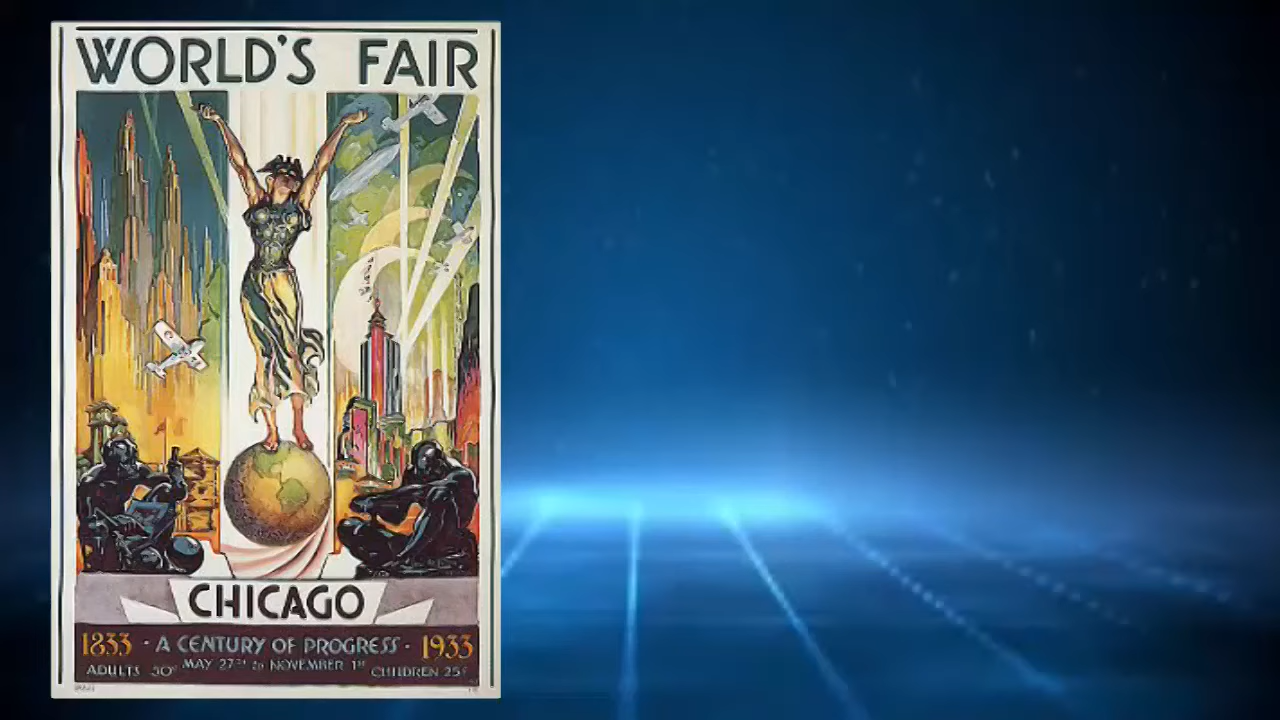 WORLD'S FAIR
CHICAGO
1833 · A CENTURY OF PROGRESS · 1933
ADULTS 50¢ MAY 27TH to NOVEMBER 1ST CHILDREN 25¢